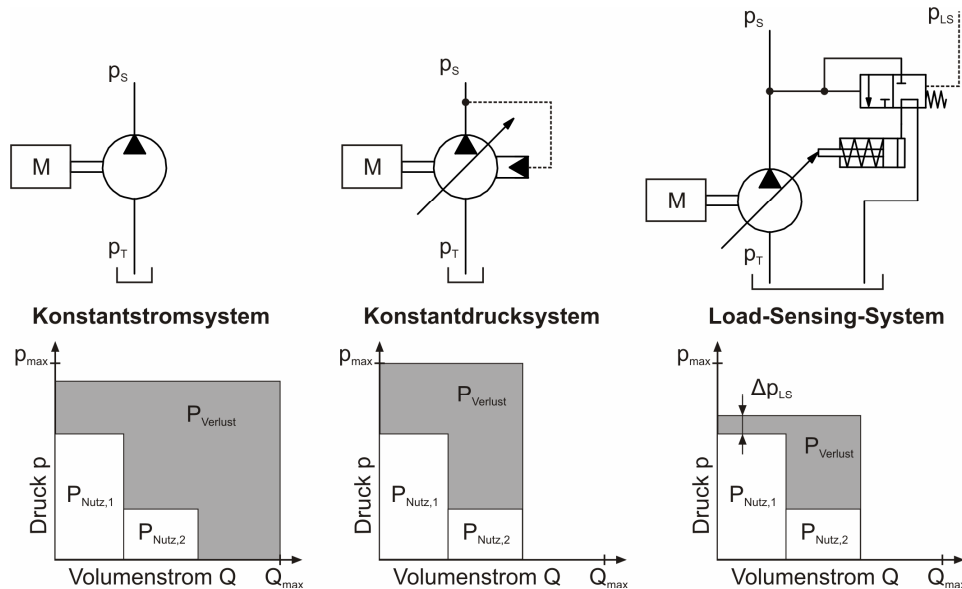 p_S
M
p_T
Konstantstromsystem
p_S
M
p_T
Konstantdrucksystem
p_S
p_LS
M
p_T
Load-Sensing-System
p_max
P_Verlust
P_Nutz,1
P_Nutz,2
Druck p
Volumenstrom Q
Q_max
p_max
P_Verlust
P_Nutz,1
P_Nutz,2
Druck p
Volumenstrom Q
Q_max
p_max
Δp_LS
P_Verlust
P_Nutz,1
P_Nutz,2
Druck p
Volumenstrom Q
Q_max